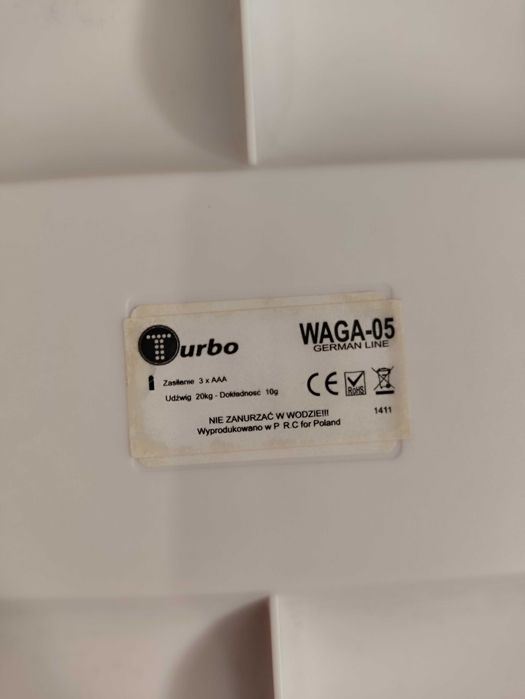 Turbo
WAGA-05
GERMAN LINE
Zasilanie 3 x AAA
Udźwig 20kg - Dokładność 10g
CE RoHS
1411
NIE ZANURZAĆ W WODZIE!!!
Wyprodukowano w P R.C for Poland